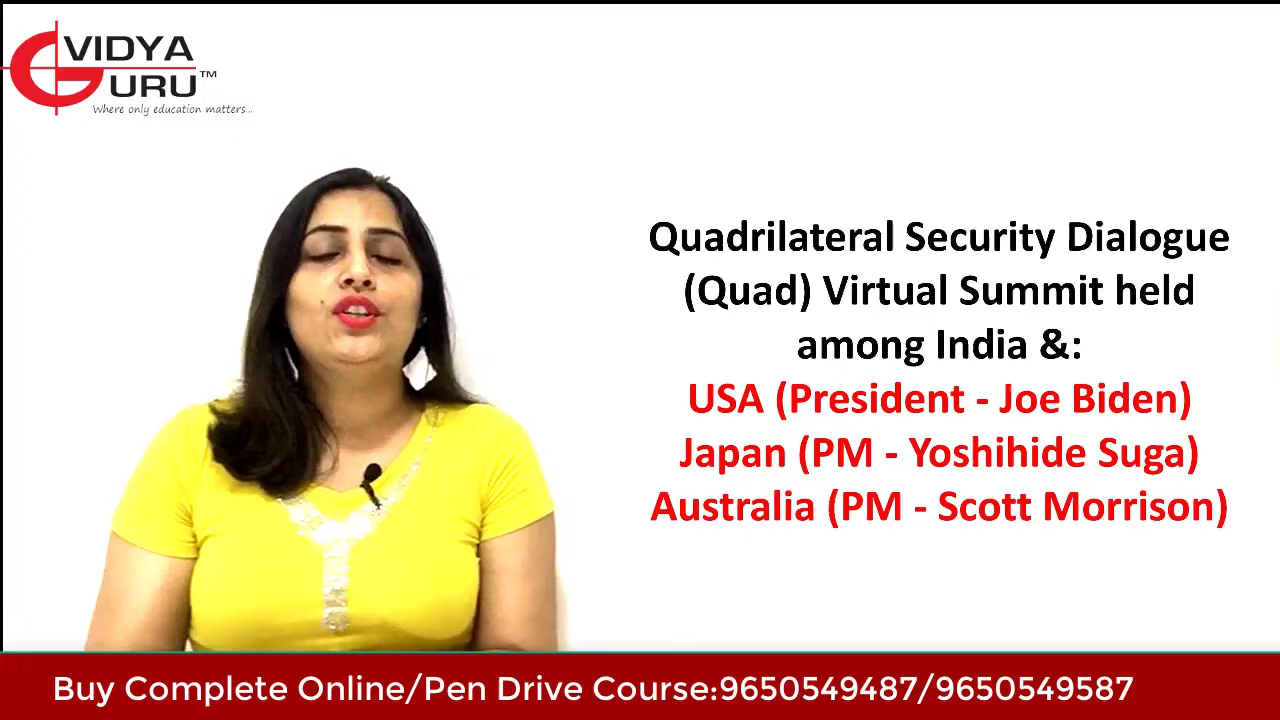 VIDYA
GURU™
Where only education matters...
Quadrilateral Security Dialogue
(Quad) Virtual Summit held
among India &:
USA (President - Joe Biden)
Japan (PM - Yoshihide Suga)
Australia (PM - Scott Morrison)
Buy Complete Online/Pen Drive Course:9650549487/9650549587